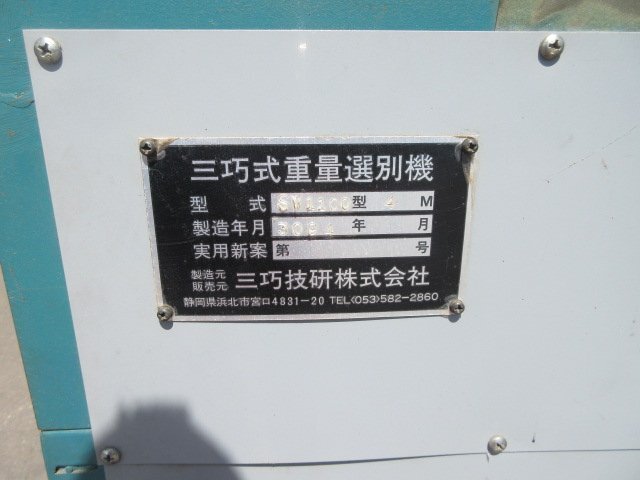 三巧式重量選別機
型 式 型 4 M
製造年月 年 月
実用新案 第 号
製造元
販売元 三巧技研株式会社
静岡県浜北市宮口4831-20 TEL(053)582-2860